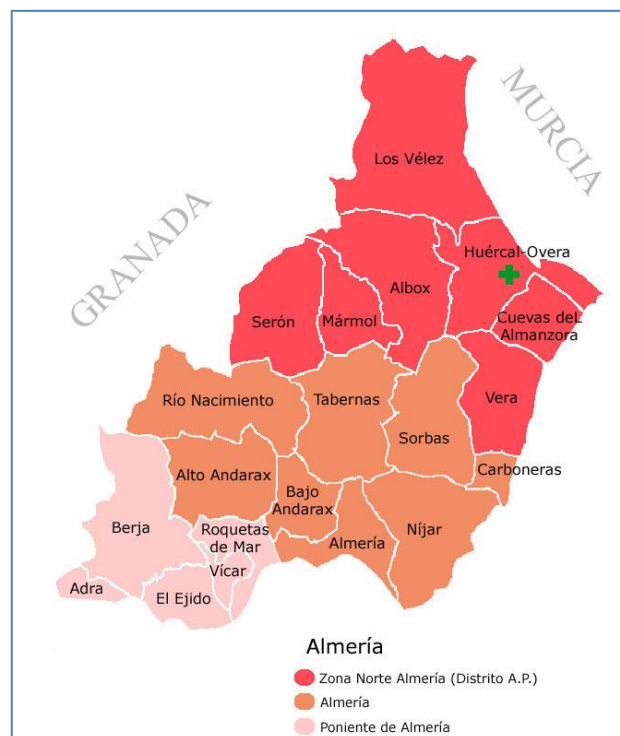 MURCIA
GRANADA
Los Vélez
Huércal-Overa
Albox
Cuevas deL
Almanzora
Serón
Mármol
Río Nacimiento
Tabernas
Vera
Sorbas
Carboneras
Alto Andarax
Bajo
Andarax
Berja
Roquetas
de Mar
Almería
Níjar
Vícar
Adra
El Ejido
Almería
Zona Norte Almería (Distrito A.P.)
Almería
Poniente de Almería